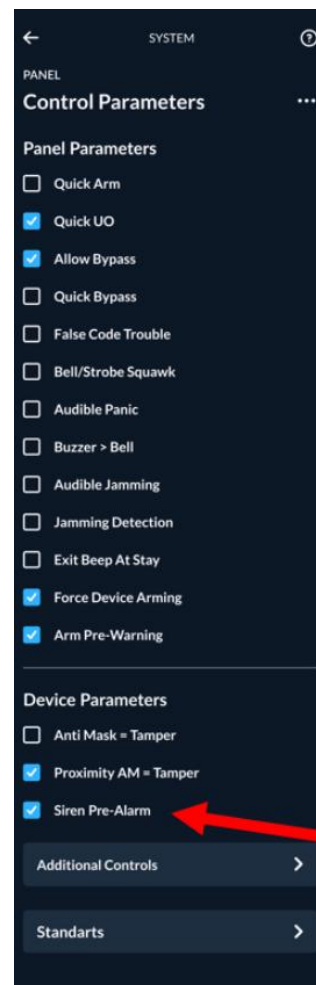 SYSTEM
PANEL
Control Parameters
Panel Parameters
Quick Arm
Quick UO
Allow Bypass
Quick Bypass
False Code Trouble
Bell/Strobe Squawk
Audible Panic
Buzzer > Bell
Audible Jamming
Jamming Detection
Exit Beep At Stay
Force Device Arming
Arm Pre-Warning
Device Parameters
Anti Mask = Tamper
Proximity AM = Tamper
Siren Pre-Alarm
Additional Controls
Standarts